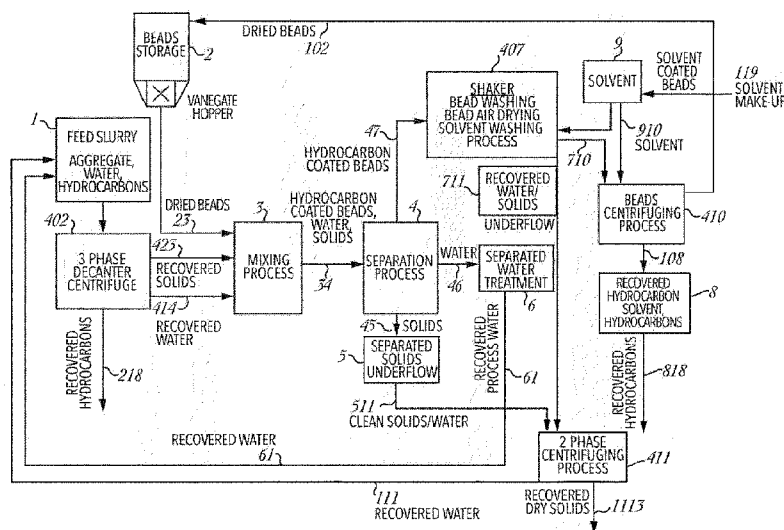 DRIED BEADS
102
BEADS
STORAGE
2
VANEGATE
HOPPER
407
SHAKER
BEAD WASHING
BEAD AIR DRYING
SOLVENT WASHING
PROCESS
9
SOLVENT
SOLVENT
COATED
BEADS
119
SOLVENT
MAKE-UP
910
SOLVENT
710
1
FEED SLURRY
AGGREGATE,
WATER,
HYDROCARBONS
47
HYDROCARBON
COATED BEADS
711
RECOVERED
WATER/
SOLIDS
UNDERFLOW
BEADS
CENTRIFUGING
PROCESS
410
402
3 PHASE
DECANTER
CENTRIFUGE
DRIED BEADS
23
423
RECOVERED
SOLIDS
414
RECOVERED
WATER
3
MIXING
PROCESS
HYDROCARBON
COATED BEADS,
WATER,
SOLIDS
34
4
SEPARATION
PROCESS
WATER
46
SEPARATED
WATER
TREATMENT
6
108
RECOVERED
HYDROCARBON
SOLVENT,
HYDROCARBONS
8
RECOVERED
HYDROCARBONS
218
45
SOLIDS
5
SEPARATED
SOLIDS
UNDERFLOW
RECOVERED
PROCESS WATER
61
RECOVERED
HYDROCARBONS
818
511
CLEAN SOLIDS/WATER
RECOVERED WATER
61
2 PHASE
CENTRIFUGING
PROCESS
411
111
RECOVERED WATER
RECOVERED
DRY SOLIDS
1113